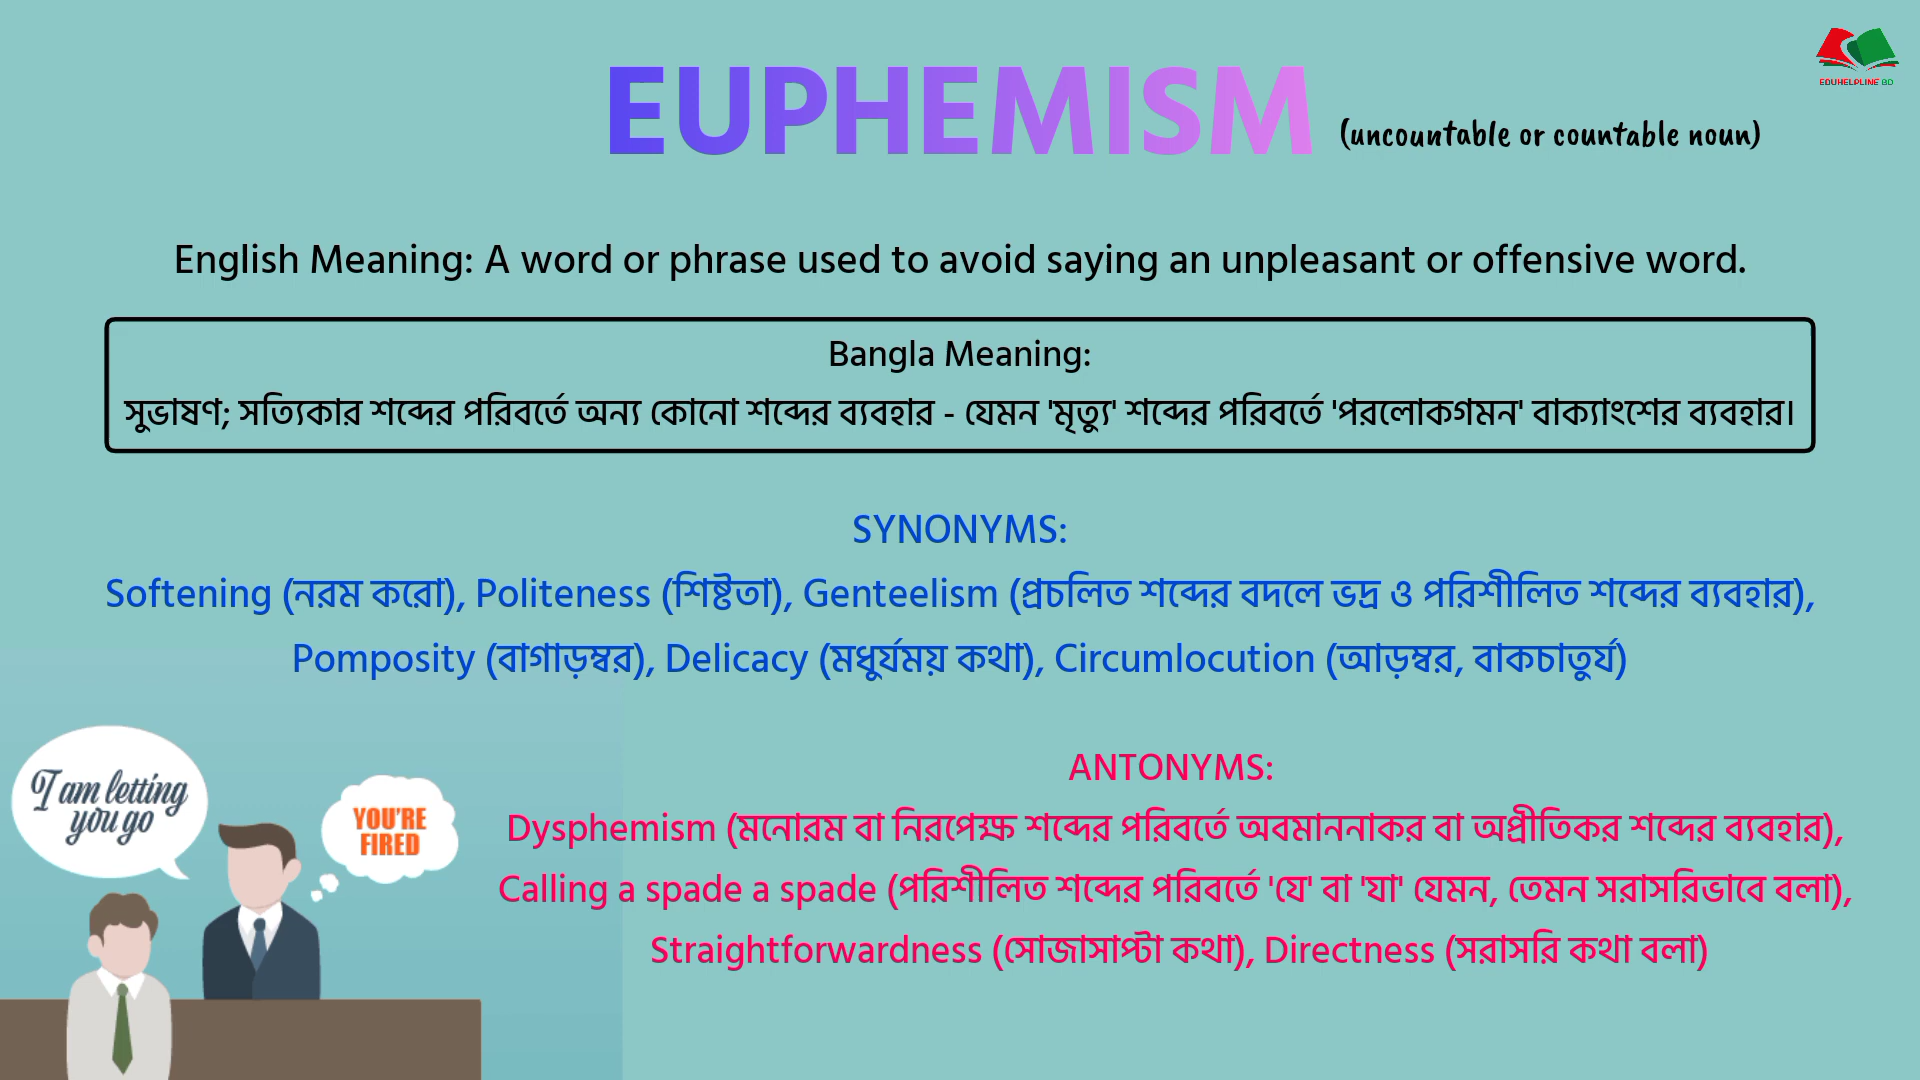 EDUHELPLINE BD
EUPHEMISM (uncountable or countable noun)
English Meaning: A word or phrase used to avoid saying an unpleasant or offensive word.
Bangla Meaning:
সুভাষণ; সত্যিকার শব্দের পরিবর্তে অন্য কোনো শব্দের ব্যবহার - যেমন 'মৃত্যু' শব্দের পরিবর্তে 'পরলোকগমন' বাক্যাংশের ব্যবহার।
SYNONYMS:
Softening (নরম করো), Politeness (শিষ্টতা), Genteelism (প্রচলিত শব্দের বদলে ভদ্র ও পরিশীলিত শব্দের ব্যবহার),
Pomposity (বাগাড়ম্বর), Delicacy (মধুর্যময় কথা), Circumlocution (আড়ম্বর, বাকচাতুর্য)
I am letting
you go
YOU'RE
FIRED
ANTONYMS:
Dysphemism (মনোরম বা নিরপেক্ষ শব্দের পরিবর্তে অবমাননাকর বা অপ্রীতিকর শব্দের ব্যবহার),
Calling a spade a spade (পরিশীলিত শব্দের পরিবর্তে 'যে' বা 'যা' যেমন, তেমন সরাসরিভাবে বলা),
Straightforwardness (সোজাসাপ্টা কথা), Directness (সরাসরি কথা বলা)